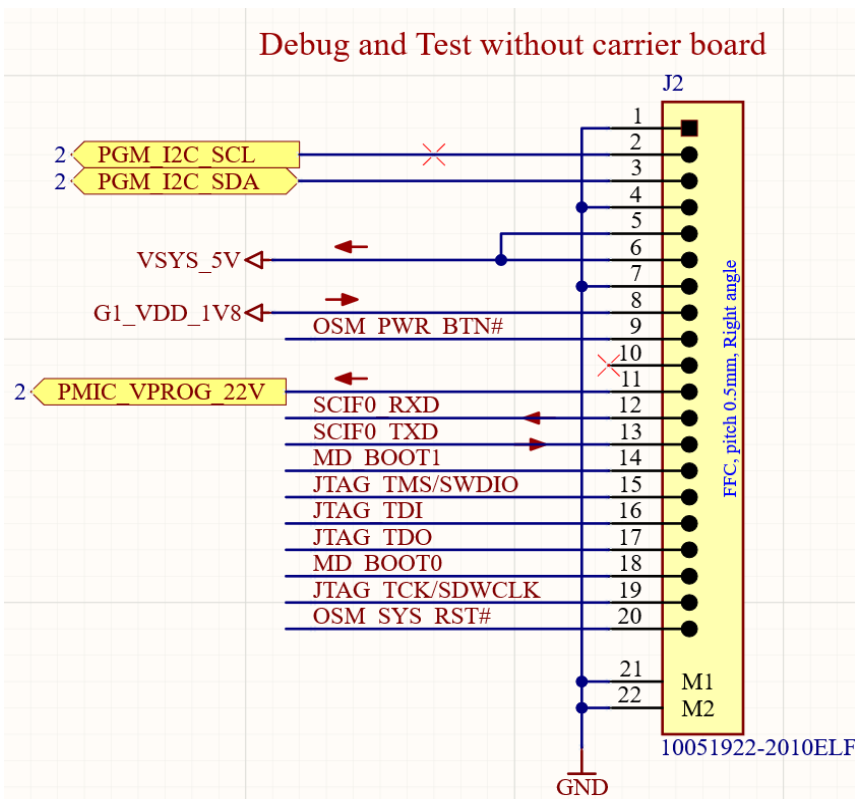 Debug and Test without carrier board
J2
1
2 PGM_I2C_SCL 2
2 PGM_I2C_SDA 3
4
5
VSYS_5V 6
7
G1_VDD_1V8 8
OSM_PWR_BTN# 9
10
2 PMIC_VPROG_22V 11
SCIF0_RXD 12
SCIF0_TXD 13
MD_BOOT1 14
JTAG_TMS/SWDIO 15
JTAG_TDI 16
JTAG_TDO 17
MD_BOOT0 18
JTAG_TCK/SDWCLK 19
OSM_SYS_RST# 20
FFC, pitch 0.5mm, Right angle
21 M1
22 M2
10051922-2010ELF
GND